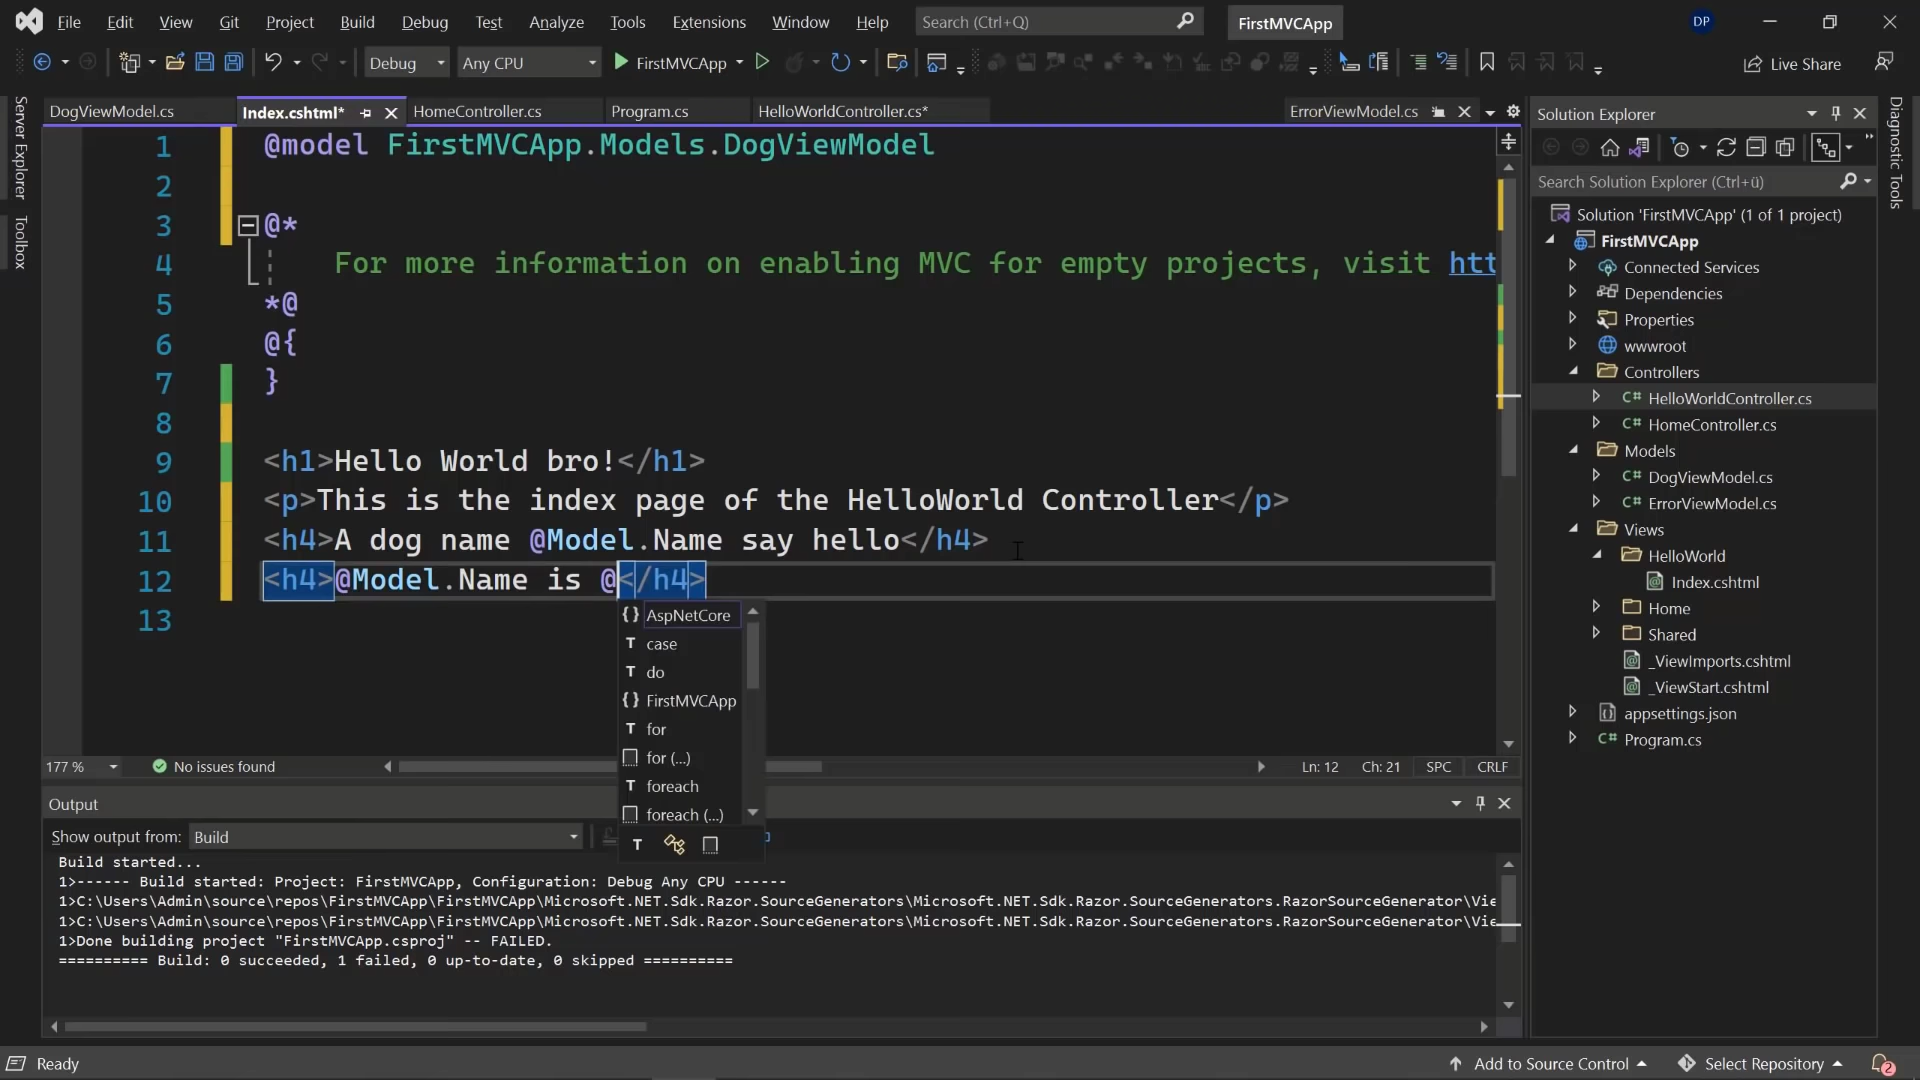 File Edit View Git Project Build Debug Test Analyze Tools Extensions Window Help Search (Ctrl+Q) FirstMVCApp DP
Debug Any CPU FirstMVCApp Live Share
DogViewModel.cs Index.cshtml* HomeController.cs Program.cs HelloWorldController.cs* ErrorViewModel.cs
Server Explorer
Toolbox
1 @model FirstMVCApp.Models.DogViewModel
2
3 @*
4 For more information on enabling MVC for empty projects, visit htt
5 *@
6 @{
7 }
8
9 <h1>Hello World bro!</h1>
10 <p>This is the index page of the HelloWorld Controller</p>
11 <h4>A dog name @Model.Name say hello</h4>
12 <h4>@Model.Name is @</h4>
13
{} AspNetCore
T case
T do
{} FirstMVCApp
T for
for (...)
T foreach
foreach (...)
T
177 % No issues found Ln: 12 Ch: 21 SPC CRLF
Output
Show output from: Build
Build started...
1>------ Build started: Project: FirstMVCApp, Configuration: Debug Any CPU ------
1>C:\Users\Admin\source\repos\FirstMVCApp\FirstMVCApp\Microsoft.NET.Sdk.Razor.SourceGenerators\Microsoft.NET.Sdk.Razor.SourceGenerators.RazorSourceGenerator\Vie
1>C:\Users\Admin\source\repos\FirstMVCApp\FirstMVCApp\Microsoft.NET.Sdk.Razor.SourceGenerators\Microsoft.NET.Sdk.Razor.SourceGenerators.RazorSourceGenerator\Vie
1>Done building project "FirstMVCApp.csproj" -- FAILED.
========== Build: 0 succeeded, 1 failed, 0 up-to-date, 0 skipped ==========
Solution Explorer
Search Solution Explorer (Ctrl+ü)
Solution 'FirstMVCApp' (1 of 1 project)
FirstMVCApp
Connected Services
Dependencies
Properties
wwwroot
Controllers
C# HelloWorldController.cs
C# HomeController.cs
Models
C# DogViewModel.cs
C# ErrorViewModel.cs
Views
HelloWorld
Index.cshtml
Home
Shared
_ViewImports.cshtml
_ViewStart.cshtml
appsettings.json
C# Program.cs
Diagnostic Tools
Ready Add to Source Control Select Repository 2